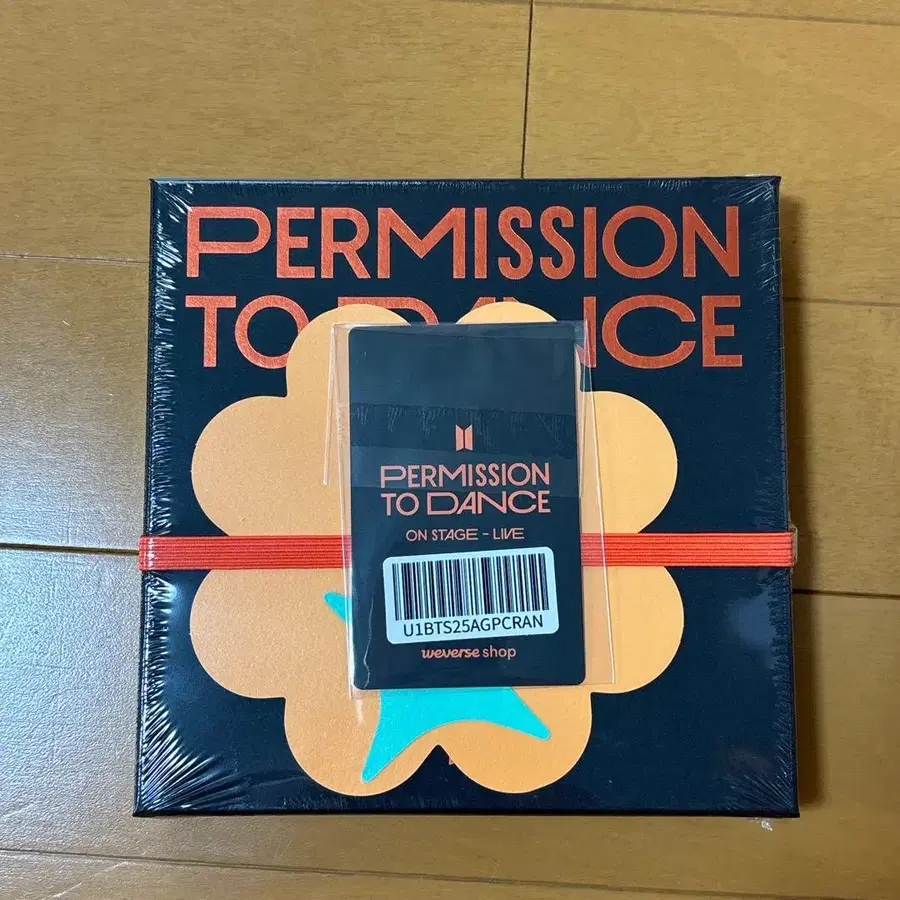 PERMISSION
TO DANCE
PERMISSION
TO DANCE
ON STAGE - LIVE
U1BTS25AGPCRAN
weverse shop